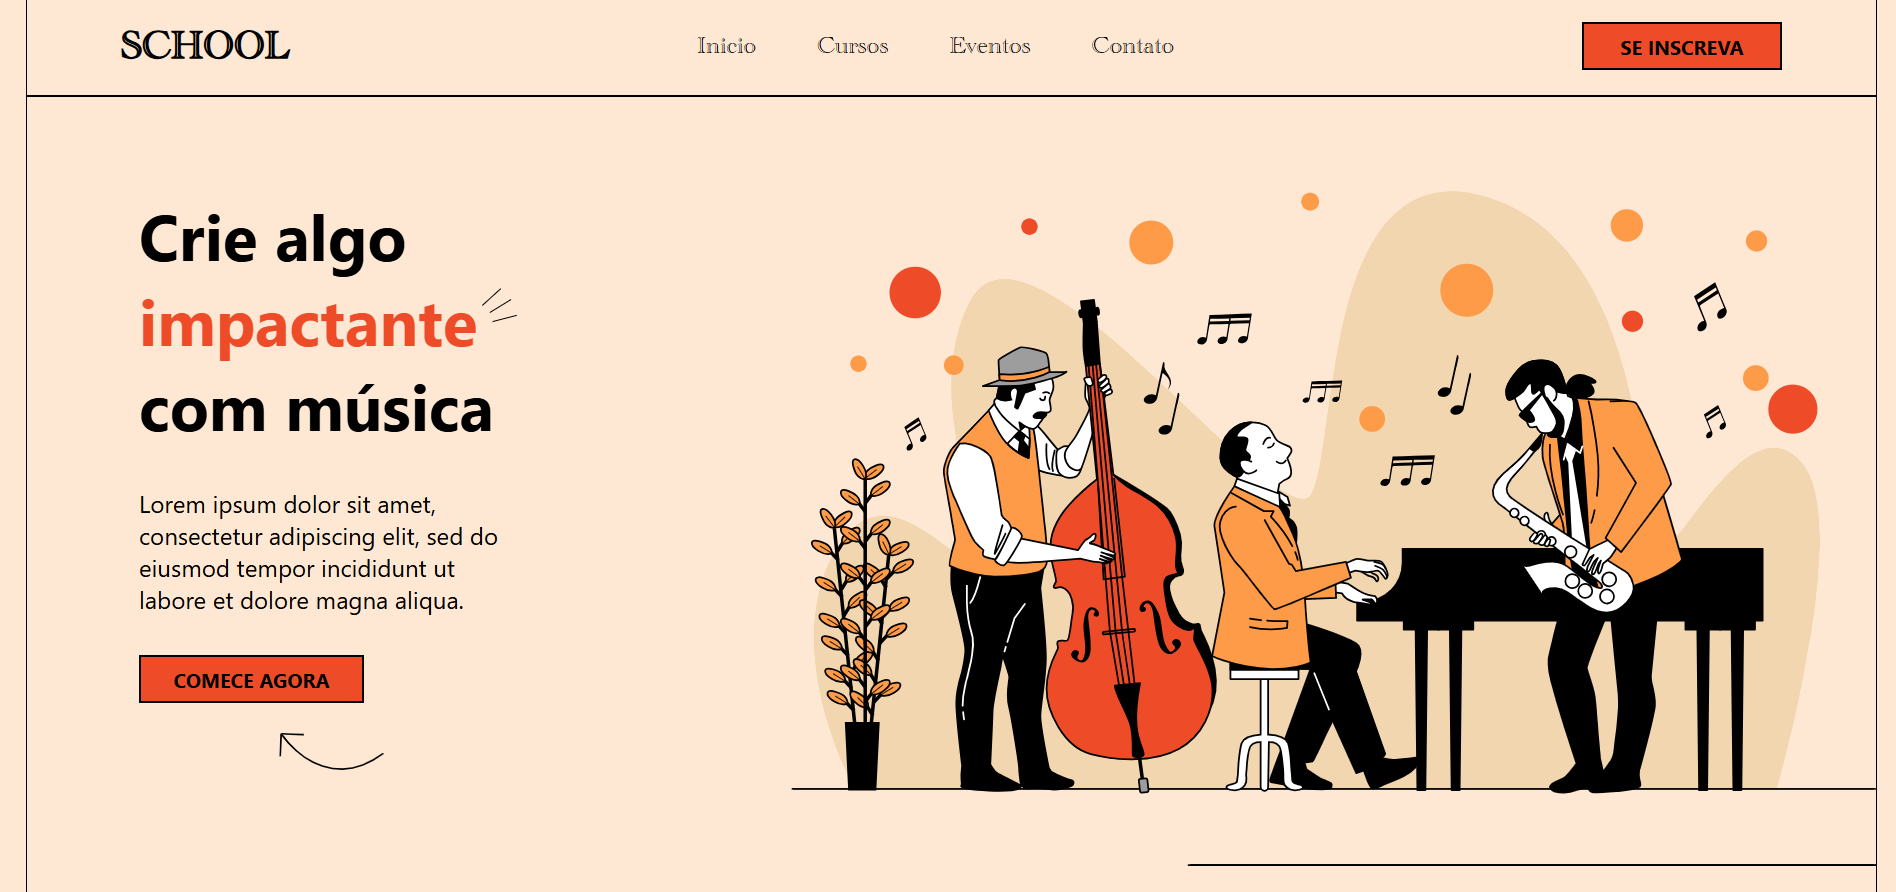 SCHOOL
Inicio
Cursos
Eventos
Contato
SE INSCREVA
Crie algo
impactante
com música
Lorem ipsum dolor sit amet,
consectetur adipiscing elit, sed do
eiusmod tempor incididunt ut
labore et dolore magna aliqua.
COMECE AGORA